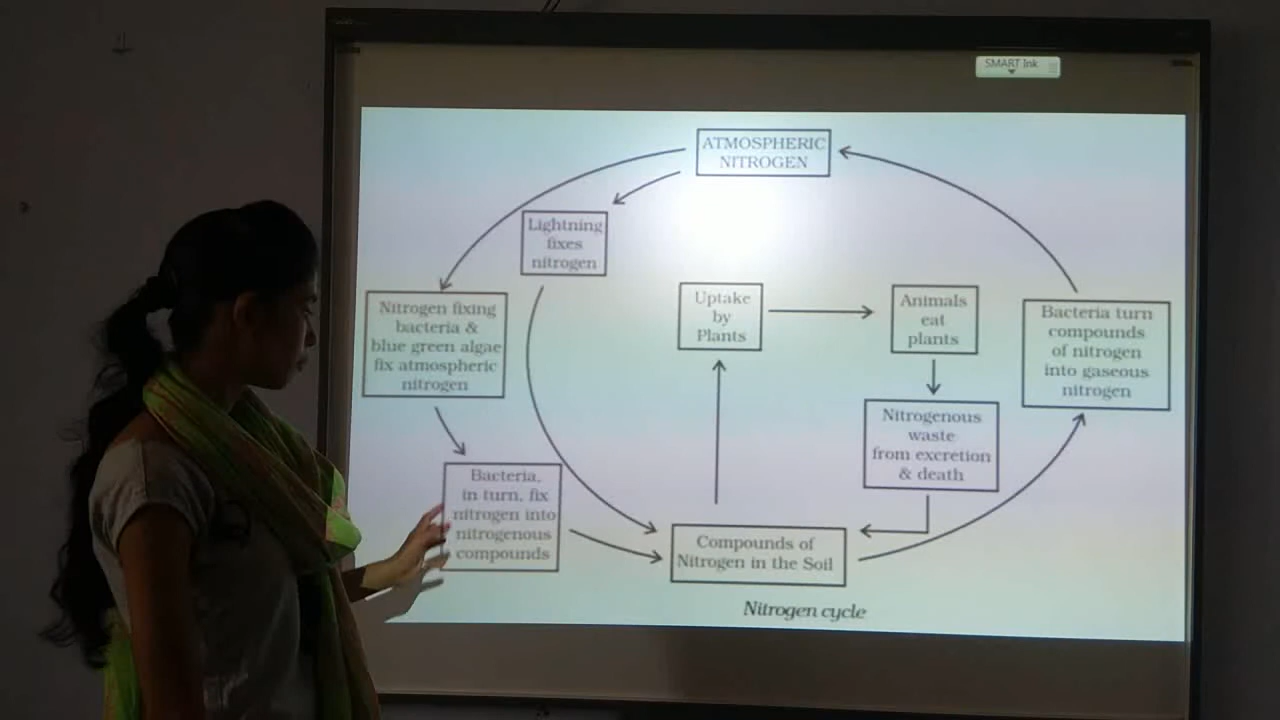 SMART Ink
ATMOSPHERIC
NITROGEN
Lightning
fixes
nitrogen
Nitrogen fixing
bacteria &
blue green algae
fix atmospheric
nitrogen
Uptake
by
Plants
Animals
eat
plants
Bacteria turn
compounds
of nitrogen
into gaseous
nitrogen
Nitrogenous
waste
from excretion
& death
Bacteria,
in turn, fix
nitrogen into
nitrogenous
compounds
Compounds of
Nitrogen in the Soil
Nitrogen cycle